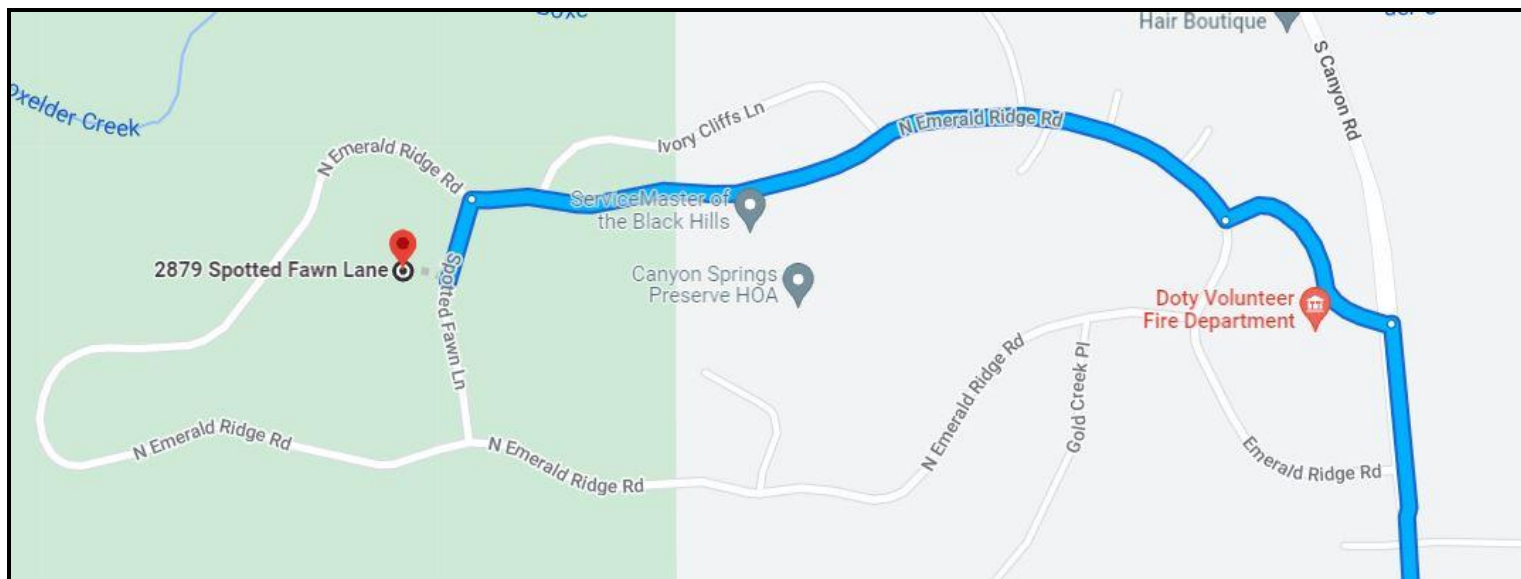 Hair Boutique
S Canyon Rd
oxelder Creek
Ivory Cliffs Ln
N Emerald Ridge Rd
N Emerald Ridge Rd
ServiceMaster of
the Black Hills
2879 Spotted Fawn Lane
Spotted Fawn Ln
Canyon Springs
Preserve HOA
Doty Volunteer
Fire Department
N Emerald Ridge Rd
Gold Creek Pl
N Emerald Ridge Rd
N Emerald Ridge Rd
Emerald Ridge Rd